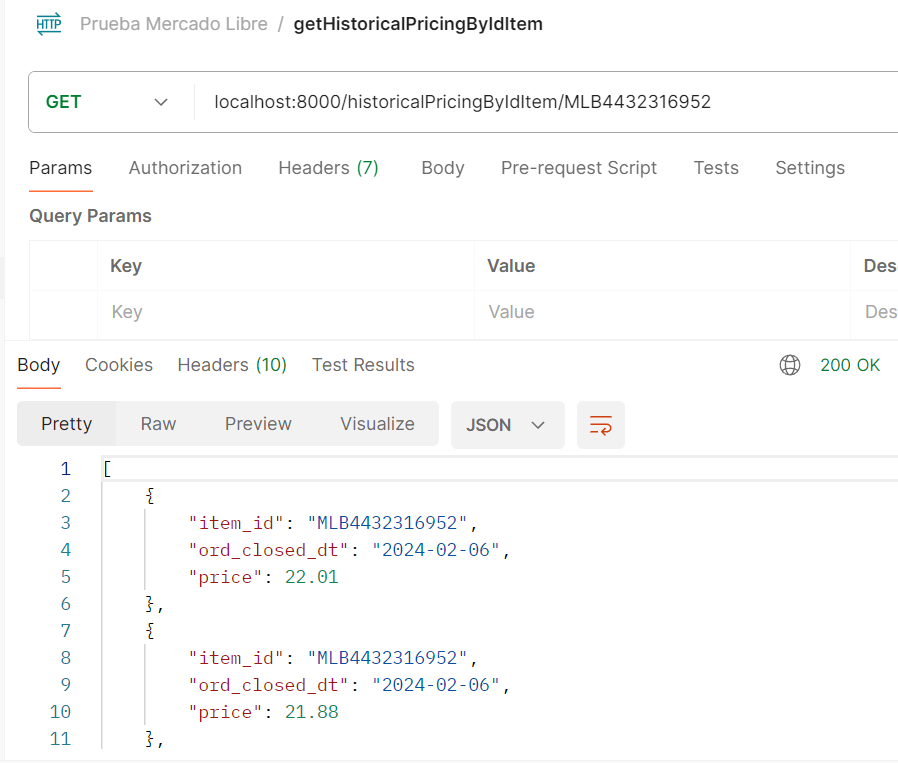 HTTP Prueba Mercado Libre / getHistoricalPricingByIdItem
GET localhost:8000/historicalPricingByIdItem/MLB4432316952
Params Authorization Headers (7) Body Pre-request Script Tests Settings
Query Params
Key Value Des
Key Value Des
Body Cookies Headers (10) Test Results 200 OK
Pretty Raw Preview Visualize JSON
1 [
2 {
3 "item_id": "MLB4432316952",
4 "ord_closed_dt": "2024-02-06",
5 "price": 22.01
6 },
7 {
8 "item_id": "MLB4432316952",
9 "ord_closed_dt": "2024-02-06",
10 "price": 21.88
11 },